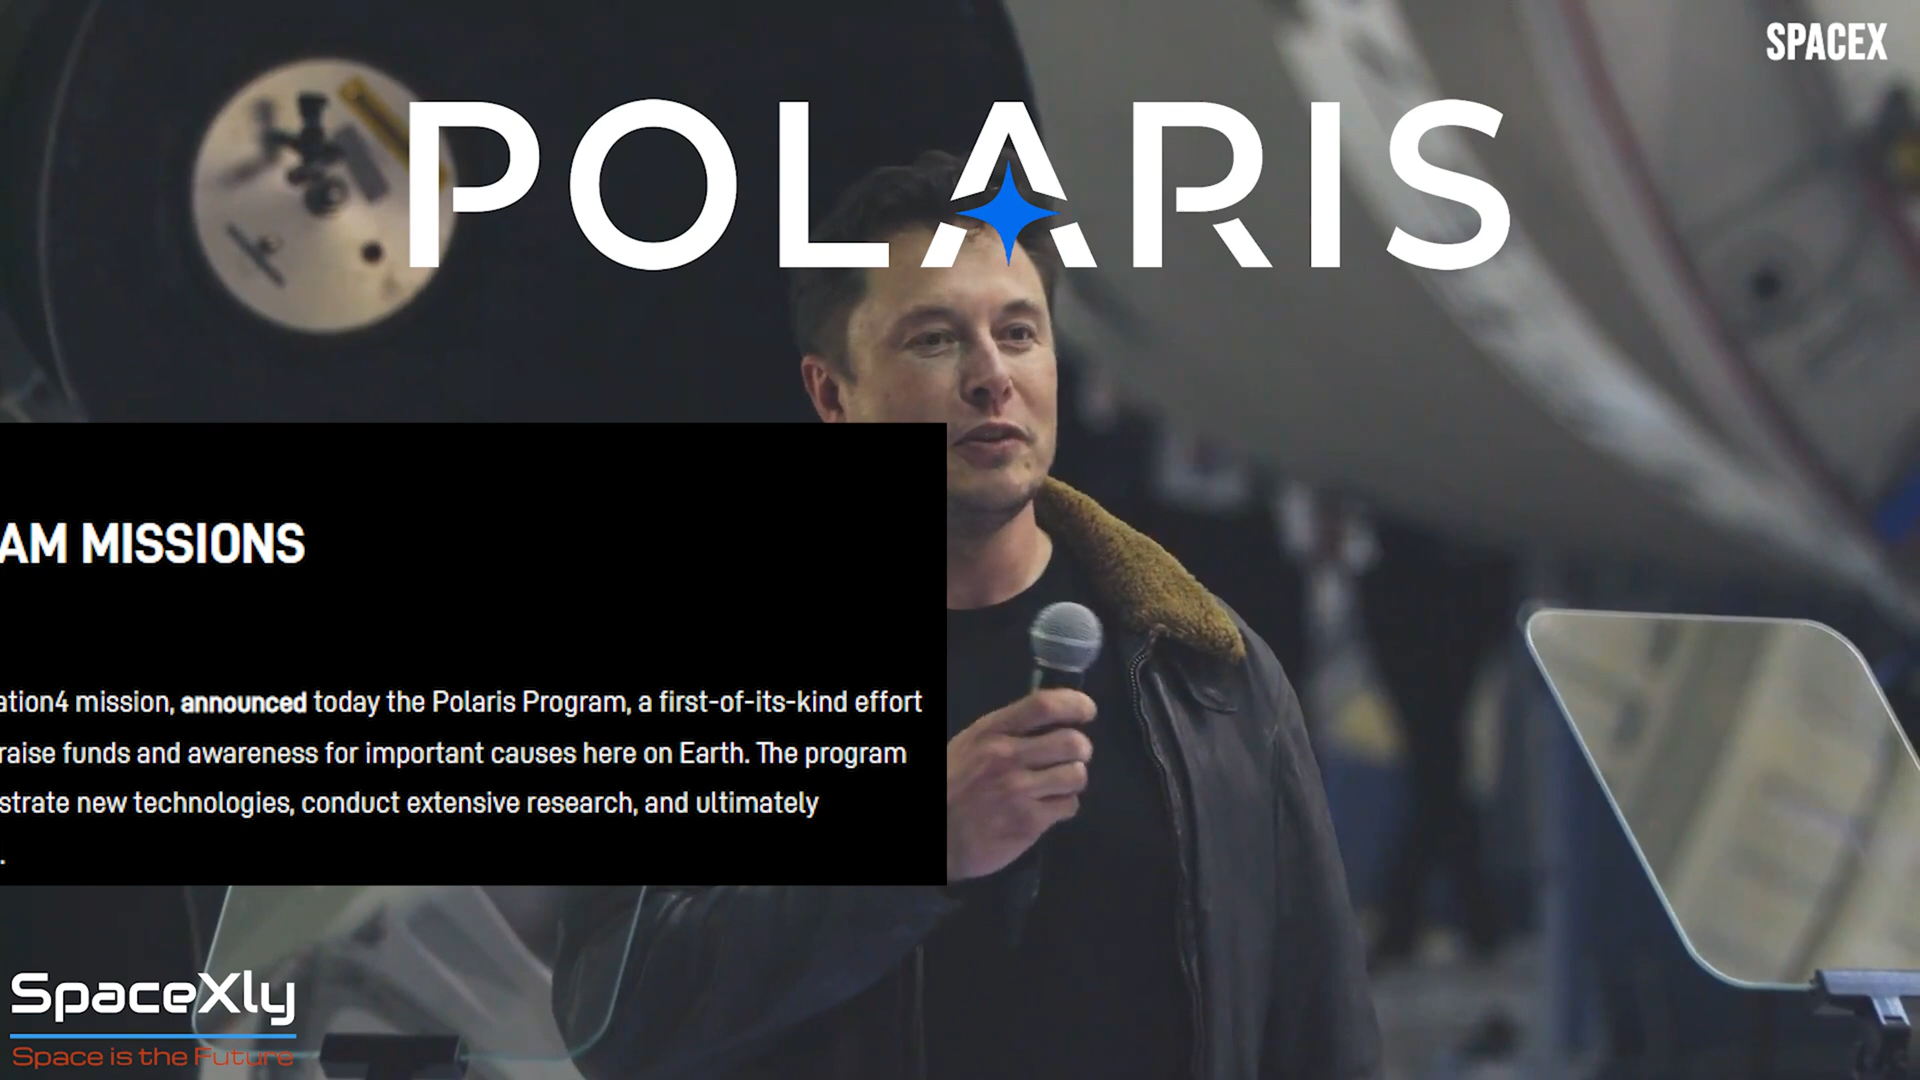 SPACEX
POLARIS
AM MISSIONS
ation4 mission, announced today the Polaris Program, a first-of-its-kind effort
raise funds and awareness for important causes here on Earth. The program
strate new technologies, conduct extensive research, and ultimately
.
SpaceXly
Space is the Future